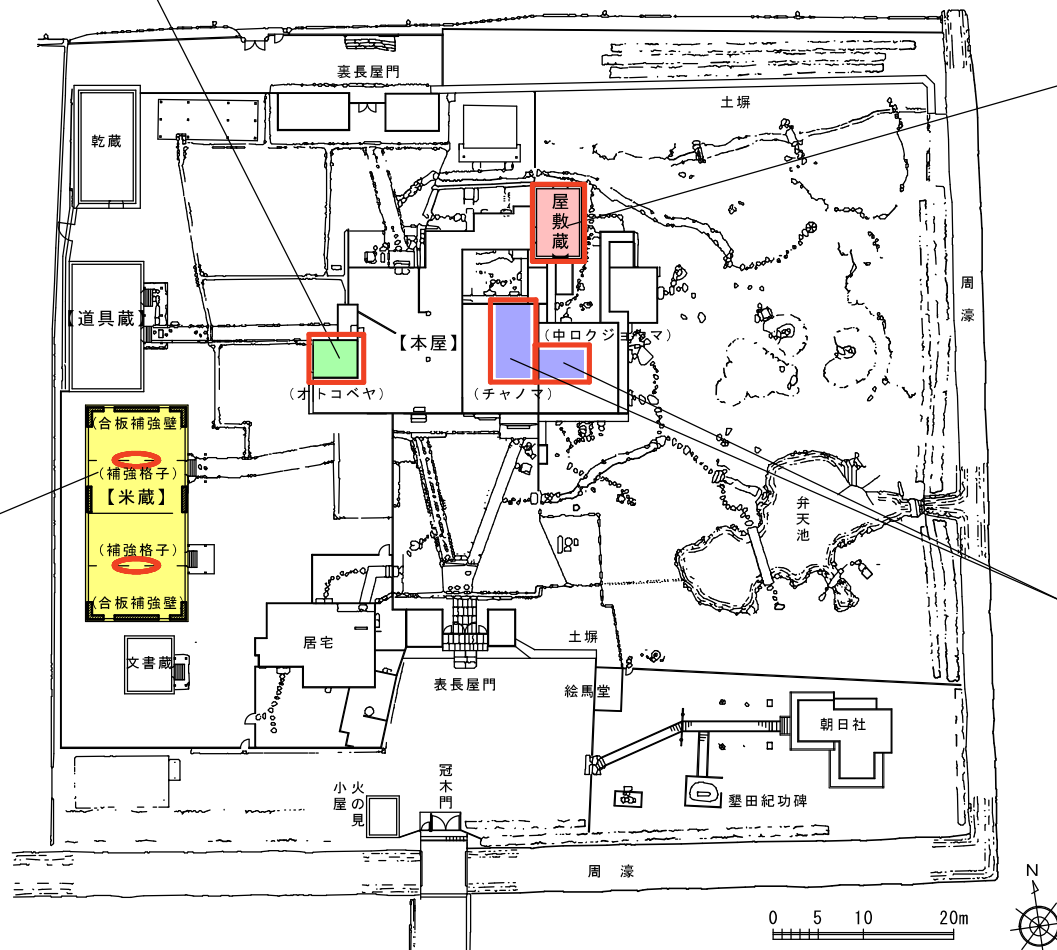 裏長屋門
土塀
乾蔵
屋敷蔵
周濠
【道具蔵】
【本屋】
(中ロクジョウマ)
(オトコベヤ)
(チャノマ)
(合板補強壁)
(補強格子)
【米蔵】
(補強格子)
(合板補強壁)
弁天池
文書蔵
居宅
土塀
表長屋門
絵馬堂
朝日社
火の見
小屋
冠木門
墾田紀功碑
周 濠
N
0 5 10 20m